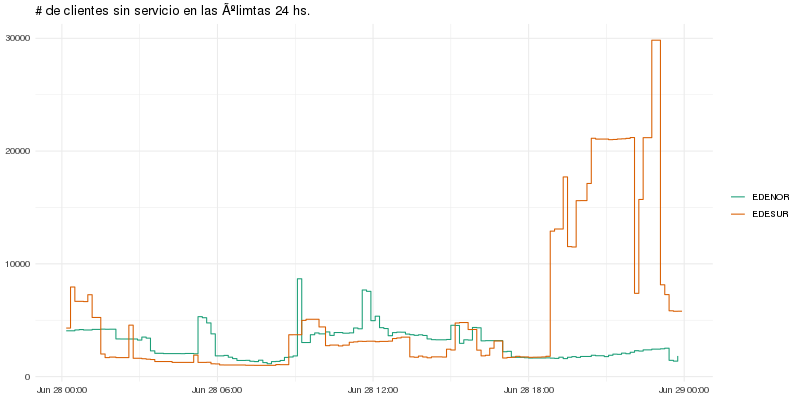 # de clientes sin servicio en las Ãºlimtas 24 hs.
30000
20000
10000
0
Jun 28 00:00
Jun 28 06:00
Jun 28 12:00
Jun 28 18:00
Jun 29 00:00
EDENOR
EDESUR